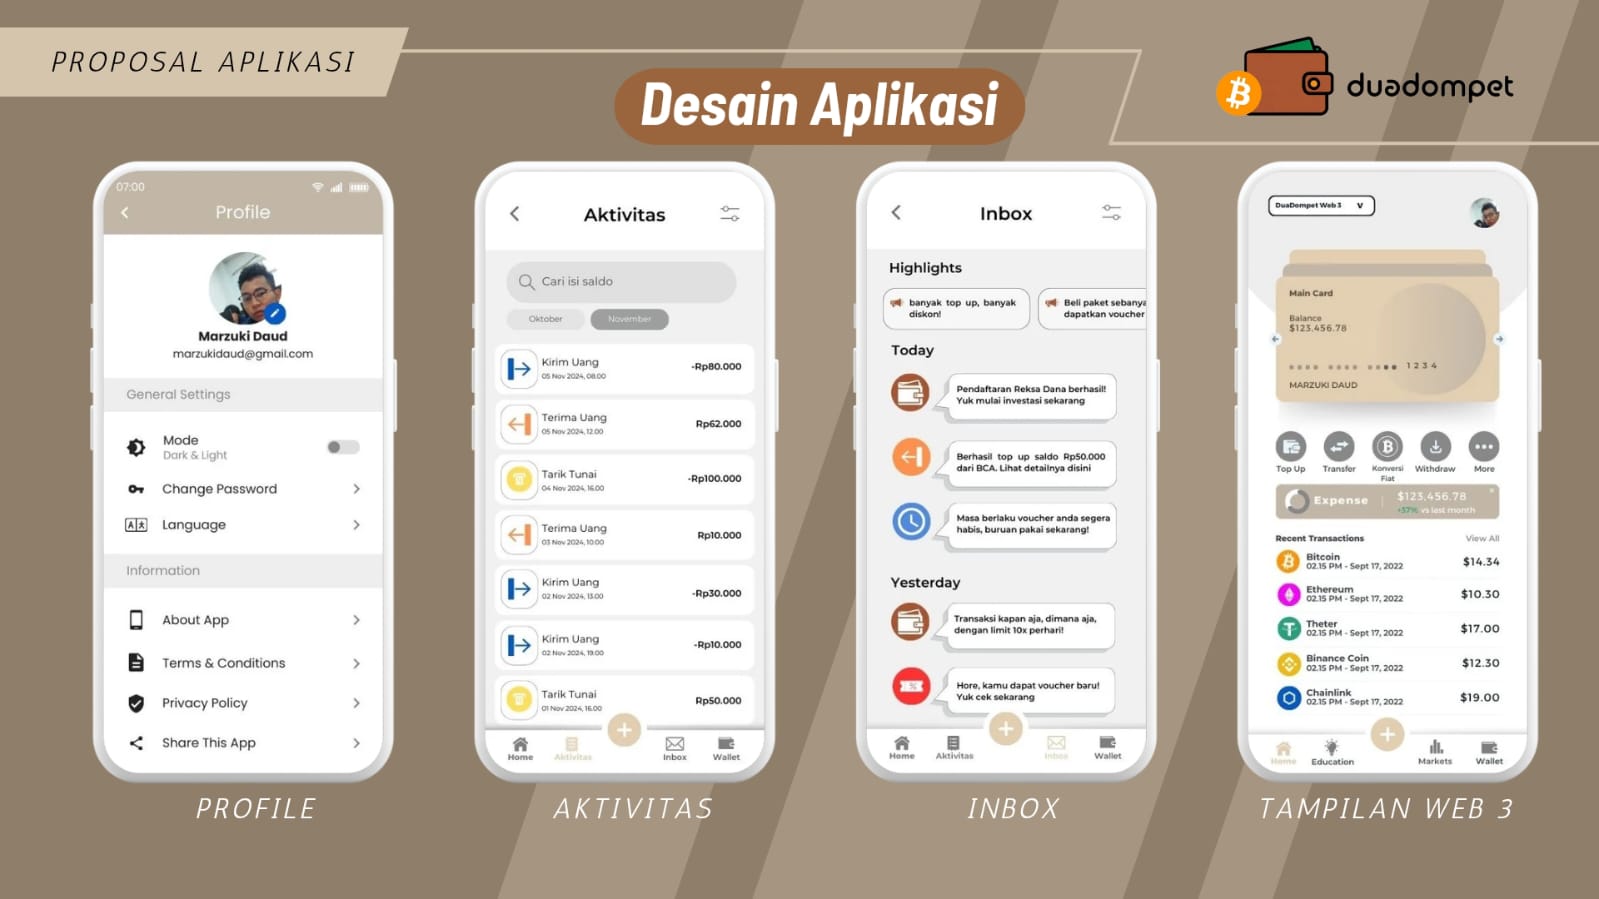 PROPOSAL APLIKASI
Desain Aplikasi
duadompet
07:00
Profile
Marzuki Daud
marzukidaud@gmail.com
General Settings
Mode
Dark & Light
Change Password
Language
Information
About App
Terms & Conditions
Privacy Policy
Share This App
PROFILE
Aktivitas
Cari isi saldo
Oktober
November
Kirim Uang
05 Nov 2024, 08.00
-Rp80.000
Terima Uang
05 Nov 2024, 12.00
Rp62.000
Tarik Tunai
04 Nov 2024, 16.00
-Rp100.000
Terima Uang
03 Nov 2024, 10.00
Rp10.000
Kirim Uang
02 Nov 2024, 13.00
-Rp30.000
Kirim Uang
02 Nov 2024, 19.00
-Rp10.000
Tarik Tunai
01 Nov 2024, 16.00
Rp50.000
Home
Aktivitas
Inbox
Wallet
AKTIVITAS
Inbox
Highlights
banyak top up, banyak
diskon!
Beli paket sebanya
dapatkan voucher
Today
Pendaftaran Reksa Dana berhasil!
Yuk mulai investasi sekarang
Berhasil top up saldo Rp50.000
dari BCA. Lihat detailnya disini
Masa berlaku voucher anda segera
habis, buruan pakai sekarang!
Yesterday
Transaksi kapan aja, dimana aja,
dengan limit 10x perhari!
Hore, kamu dapat voucher baru!
Yuk cek sekarang
Home
Aktivitas
Inbox
Wallet
INBOX
DuaDompet Web 3 V
Main Card
Balance
$123.456.78
1 2 3 4
MARZUKI DAUD
Top Up
Transfer
Konversi
Fiat
Withdraw
More
Expense
$123,456.78
+37% vs last month
Recent Transactions
View All
Bitcoin
02.15 PM - Sept 17, 2022
$14.34
Ethereum
02.15 PM - Sept 17, 2022
$10.30
Theter
02.15 PM - Sept 17, 2022
$17.00
Binance Coin
02.15 PM - Sept 17, 2022
$12.30
Chainlink
02.15 PM - Sept 17, 2022
$19.00
Home
Education
Markets
Wallet
TAMPILAN WEB 3